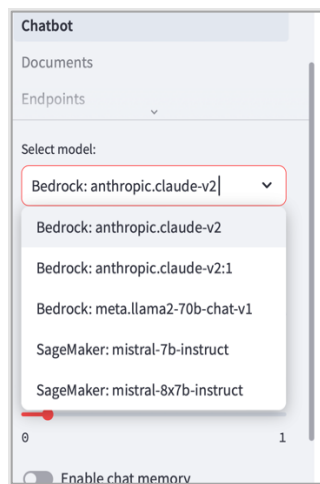 Chatbot
Documents
Endpoints
Select model:
Bedrock: anthropic.claude-v2
Bedrock: anthropic.claude-v2
Bedrock: anthropic.claude-v2:1
Bedrock: meta.llama2-70b-chat-v1
SageMaker: mistral-7b-instruct
SageMaker: mistral-8x7b-instruct
0 1
Enable chat memory